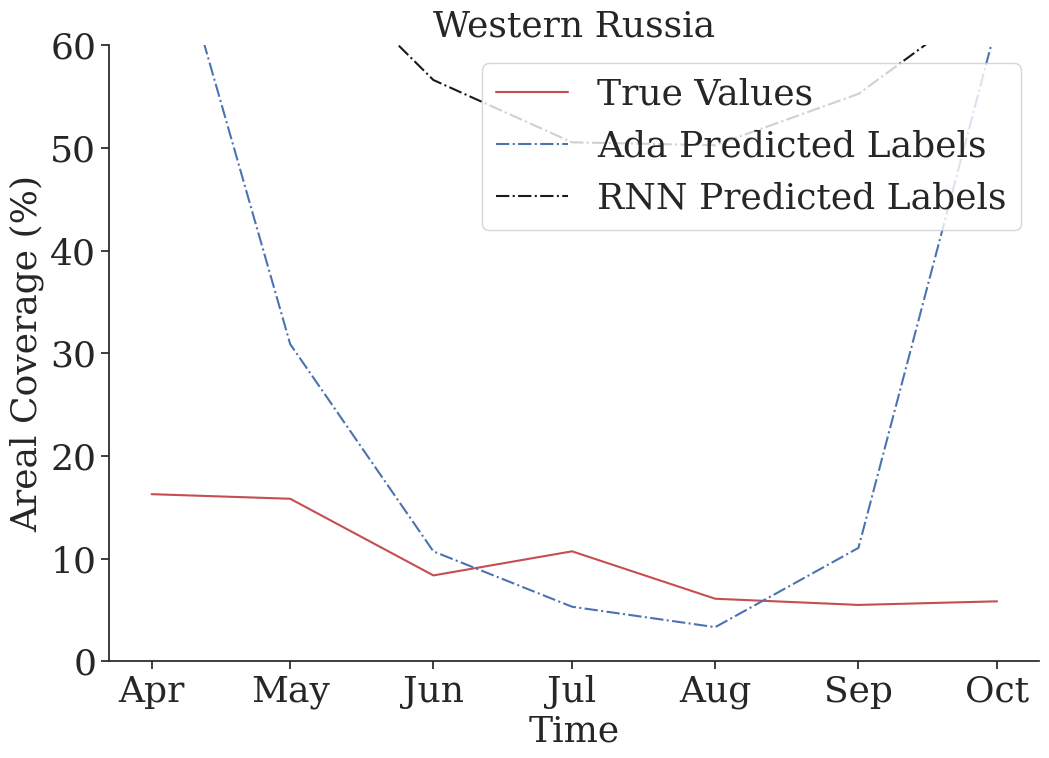 Western Russia
60
50
40
30
20
10
0
Areal Coverage (%)
True Values
Ada Predicted Labels
RNN Predicted Labels
Apr May Jun Jul Aug Sep Oct
Time